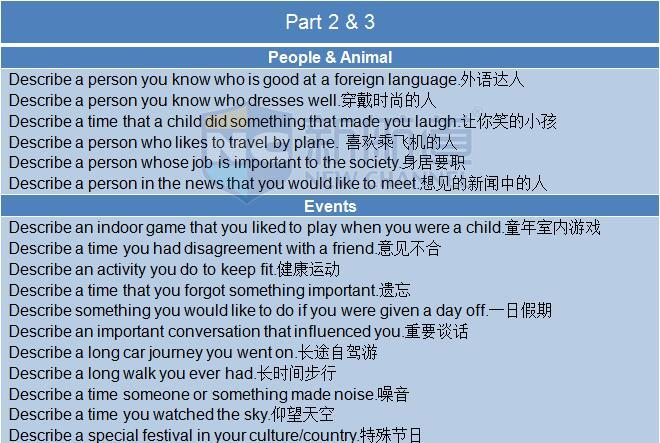 Part 2 & 3
People & Animal
Describe a person you know who is good at a foreign language.外语达人
Describe a person you know who dresses well.穿戴时尚的人
Describe a time that a child did something that made you laugh.让你笑的小孩
Describe a person who likes to travel by plane. 喜欢乘飞机的人
Describe a person whose job is important to the society.身居要职
Describe a person in the news that you would like to meet.想见的新闻中的人
Events
Describe an indoor game that you liked to play when you were a child.童年室内游戏
Describe a time you had disagreement with a friend.意见不合
Describe an activity you do to keep fit.健康运动
Describe a time that you forgot something important.遗忘
Describe something you would like to do if you were given a day off.一日假期
Describe an important conversation that influenced you.重要谈话
Describe a long car journey you went on.长途自驾游
Describe a long walk you ever had.长时间步行
Describe a time someone or something made noise.噪音
Describe a time you watched the sky.仰望天空
Describe a special festival in your culture/country.特殊节日
新航道
NEW CHANNEL